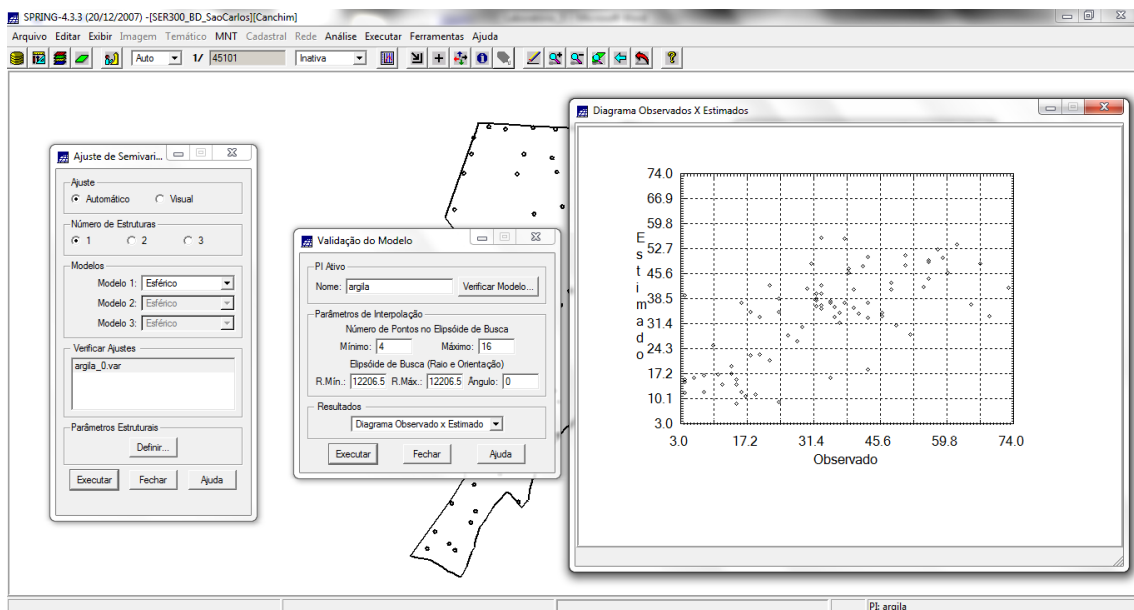 SPRING-4.3.3 (20/12/2007) -[SER300_BD_SaoCarlos][Canchim]
Arquivo Editar Exibir Imagem Temático MNT Cadastral Rede Análise Executar Ferramentas Ajuda
Auto 1/ 45101 Inativa
Ajuste de Semivari...
Ajuste
Automático Visual
Número de Estruturas
1 2 3
Modelos
Modelo 1: Esférico
Modelo 2: Esférico
Modelo 3: Esférico
Verificar Ajustes
argila_0.var
Parâmetros Estruturais
Definir...
Executar Fechar Ajuda
Validação do Modelo
PI Ativo
Nome: argila Verificar Modelo...
Parâmetros de Interpolação
Número de Pontos no Elipsóide de Busca
Mínimo: 4 Máximo: 16
Elipsóide de Busca (Raio e Orientação)
R.Mín.: 12206.5 R.Máx.: 12206.5 Ângulo: 0
Resultados
Diagrama Observado x Estimado
Executar Fechar Ajuda
Diagrama Observados X Estimados
Estimado
74.0
66.9
59.8
52.7
45.6
38.5
31.4
24.3
17.2
10.1
3.0
3.0 17.2 31.4 45.6 59.8 74.0
Observado
PI: argila